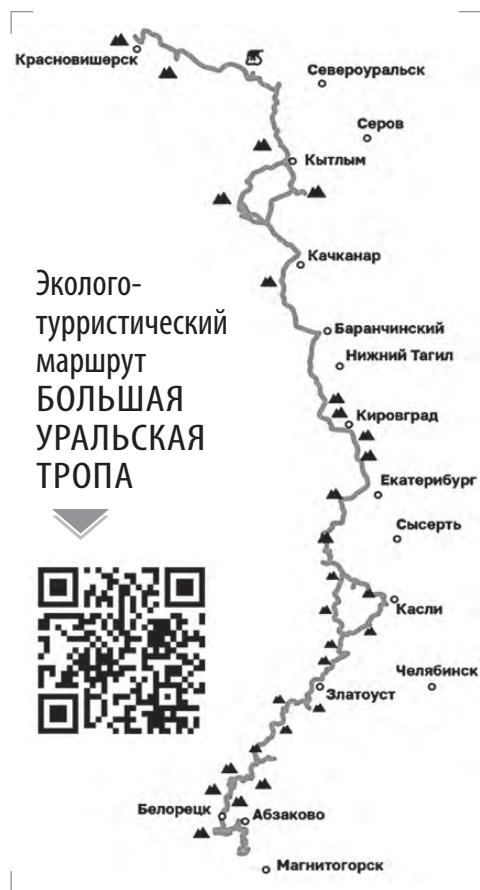 Красновишерск
Североуральск
Серов
Кытлым
Качканар
Эколого-
турристический
маршрут
БОЛЬШАЯ
УРАЛЬСКАЯ
ТРОПА
Баранчинский
Нижний Тагил
Кировград
Екатерибург
Сысерть
Касли
Челябинск
Златоуст
Белорецк
Абзаково
Магнитогорск